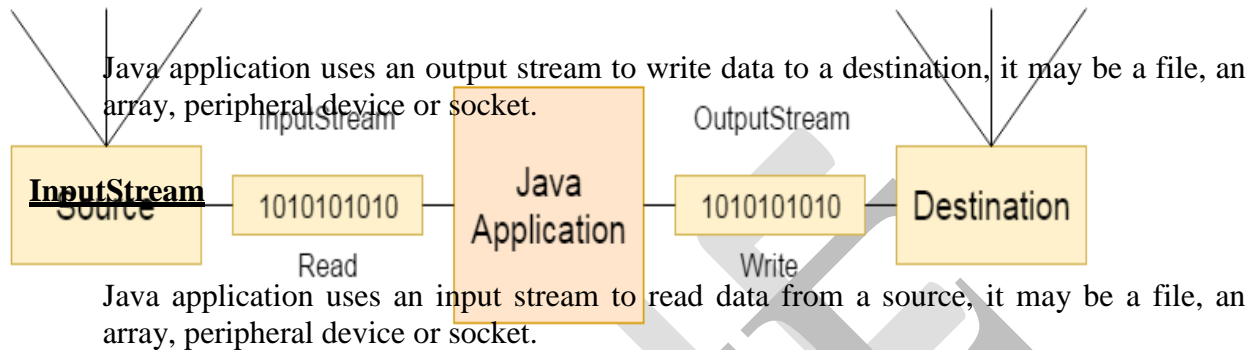 Java application uses an output stream to write data to a destination, it may be a file, an
array, peripheral device or socket.
InputStream
OutputStream
InputStream
Source
1010101010
Java
Application
1010101010
Destination
Read
Write
Java application uses an input stream to read data from a source, it may be a file, an
array, peripheral device or socket.